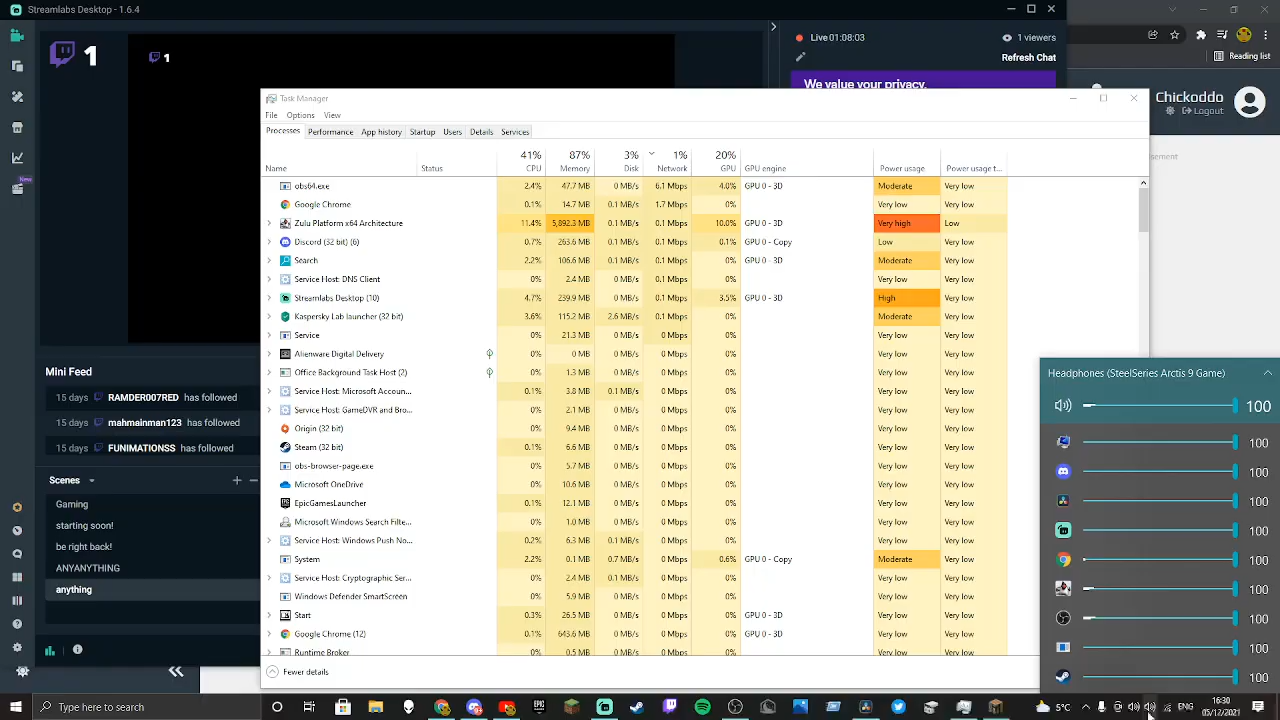 Streamlabs Desktop - 1.6.4
1
1
Live 01:08:03
1 viewers
Refresh Chat
We value your privacy.
Reading list
Chickoddo
Logout
New
Task Manager
File Options View
Processes Performance App history Startup Users Details Services
41% 87% 3% 1% 20%
Name Status CPU Memory Disk Network GPU GPU engine Power usage Power usage t...
obs64.exe 2.4% 47.7 MB 0 MB/s 6.1 Mbps 4.0% GPU 0 - 3D Moderate Very low
Google Chrome 0.1% 14.7 MB 0.1 MB/s 1.7 Mbps 0% Very low Very low
Zulu Platform x64 Architecture 11.4% 5,892.3 MB 0.1 MB/s 0.1 Mbps 10.0% GPU 0 - 3D Very high Low
Discord (32 bit) (6) 0.7% 263.6 MB 0.1 MB/s 0.1 Mbps 0.1% GPU 0 - Copy Low Very low
Search 2.2% 106.6 MB 0.1 MB/s 0.1 Mbps 0% GPU 0 - 3D Moderate Very low
Service Host: DNS Client 0% 2.4 MB 0.1 MB/s 0.1 Mbps 0% Very low Very low
Streamlabs Desktop (10) 4.7% 239.9 MB 0.1 MB/s 0.1 Mbps 3.5% GPU 0 - 3D High Very low
Kaspersky Lab launcher (32 bit) 3.6% 115.2 MB 2.6 MB/s 0.1 Mbps 0% Moderate Very low
Service 0% 21.3 MB 0 MB/s 0 Mbps 0% Very low Very low
Alienware Digital Delivery 0% 0 MB 0 MB/s 0 Mbps 0% Very low Very low
Office Background Task Host (2) 0% 1.3 MB 0 MB/s 0 Mbps 0% Very low Very low
Service Host: Microsoft Accoun... 0.1% 3.8 MB 0.1 MB/s 0 Mbps 0% Very low Very low
Service Host: GameDVR and Bro... 0% 2.1 MB 0 MB/s 0 Mbps 0% Very low Very low
Origin (32 bit) 0% 9.4 MB 0 MB/s 0 Mbps 0% Very low Very low
Steam (32 bit) 0.1% 6.6 MB 0 MB/s 0 Mbps 0% Very low Very low
obs-browser-page.exe 0% 5.7 MB 0 MB/s 0 Mbps 0% Very low Very low
Microsoft OneDrive 0% 10.6 MB 0 MB/s 0 Mbps 0% Very low Very low
EpicGamesLauncher 0.1% 12.1 MB 0 MB/s 0 Mbps 0% Very low Very low
Microsoft Windows Search Filte... 0% 1.0 MB 0 MB/s 0 Mbps 0% Very low Very low
Service Host: Windows Push No... 0.2% 6.3 MB 0.1 MB/s 0 Mbps 0% Very low Very low
System 2.2% 0.1 MB 0.7 MB/s 0 Mbps 0.6% GPU 0 - Copy Moderate Very low
Service Host: Cryptographic Ser... 0% 2.4 MB 0.1 MB/s 0 Mbps 0% Very low Very low
Windows Defender SmartScreen 0% 5.9 MB 0 MB/s 0 Mbps 0% Very low Very low
Start 0.3% 26.5 MB 0 MB/s 0 Mbps 0% GPU 0 - 3D Very low Very low
Google Chrome (12) 0.1% 643.6 MB 0 MB/s 0 Mbps 0% GPU 0 - 3D Very low Very low
Runtime Broker 0% 0.5 MB 0 MB/s 0 Mbps 0% Very low Very low
Fewer details
Mini Feed
15 days RAMDER007RED has followed
15 days mahmainman123 has followed
15 days FUNIMATIONSS has followed
Scenes
Gaming
starting soon!
be right back!
ANYANYTHING
anything
Headphones (SteelSeries Arctis 9 Game)
100
100
100
100
100
100
100
100
100
100
Type here to search
EPIC
5°C
16:30
05/12/2021